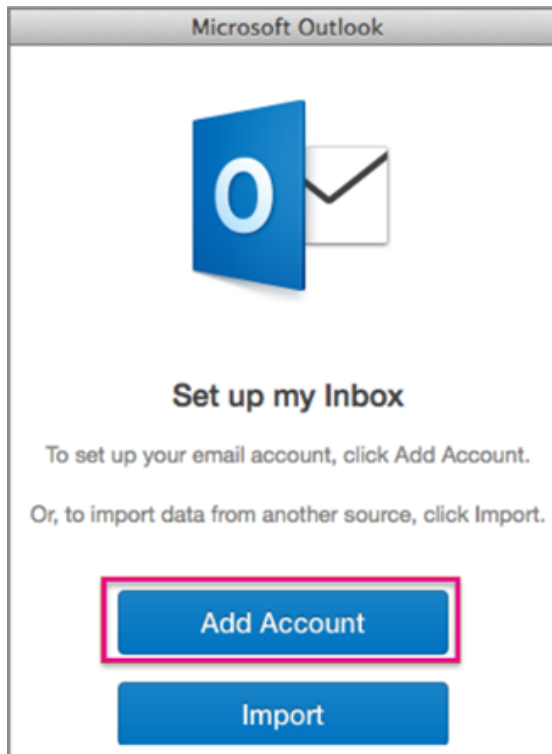 Microsoft Outlook
O
Set up my Inbox
To set up your email account, click Add Account.
Or, to import data from another source, click Import.
Add Account
Import